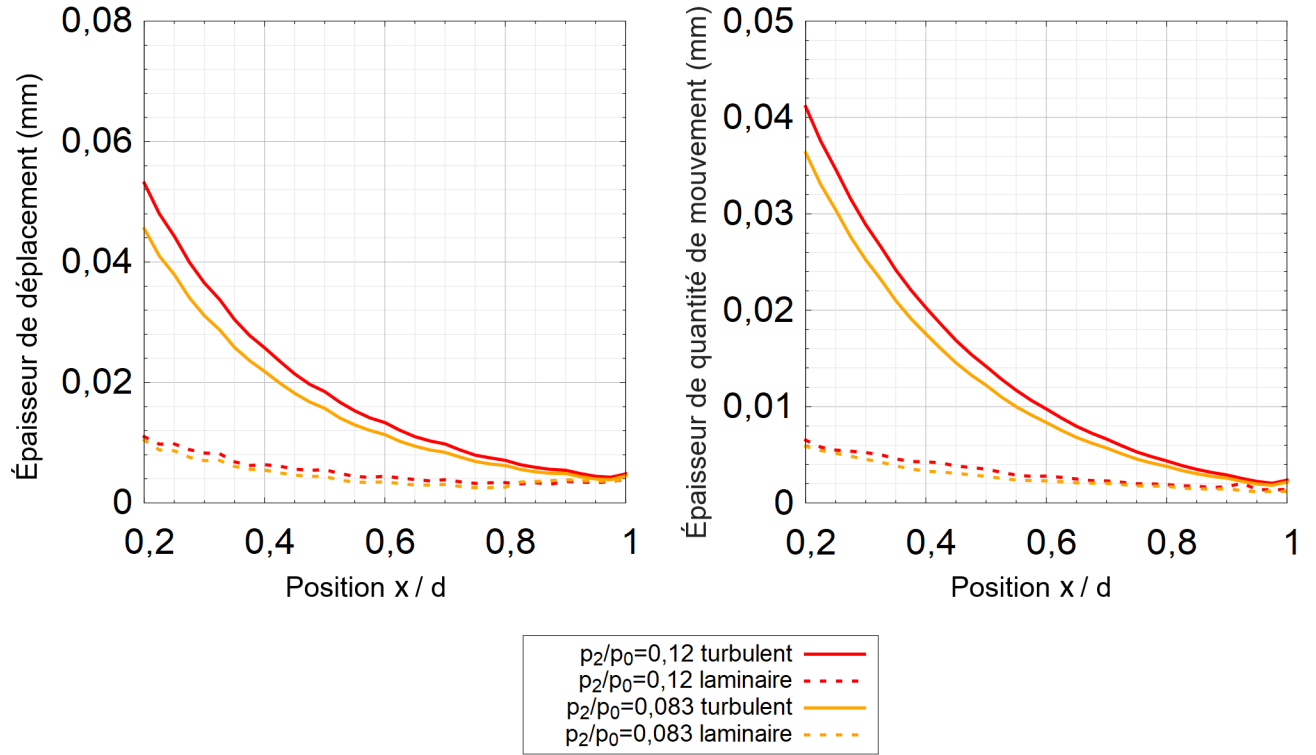 Épaisseur de déplacement (mm)
0,08
0,06
0,04
0,02
0
0,2 0,4 0,6 0,8 1
Position x / d
Épaisseur de quantité de mouvement (mm)
0,05
0,04
0,03
0,02
0,01
0
0,2 0,4 0,6 0,8 1
Position x / d
p2/p0=0,12 turbulent
p2/p0=0,12 laminaire
p2/p0=0,083 turbulent
p2/p0=0,083 laminaire